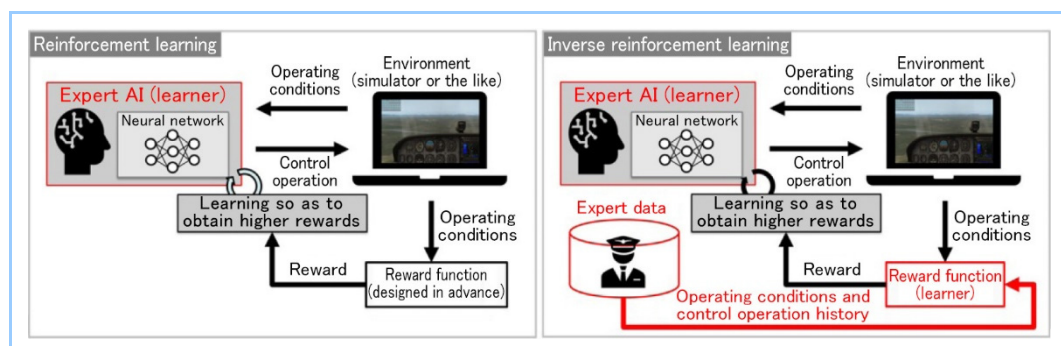 Reinforcement learning
Environment
(simulator or the like)
Operating
conditions
Expert AI (learner)
Neural network
Control
operation
Learning so as to
obtain higher rewards
Operating
conditions
Reward
Reward function
(designed in advance)
Inverse reinforcement learning
Environment
(simulator or the like)
Operating
conditions
Expert AI (learner)
Neural network
Control
operation
Learning so as to
obtain higher rewards
Expert data
Operating
conditions
Reward
Reward function
(learner)
Operating conditions and
control operation history